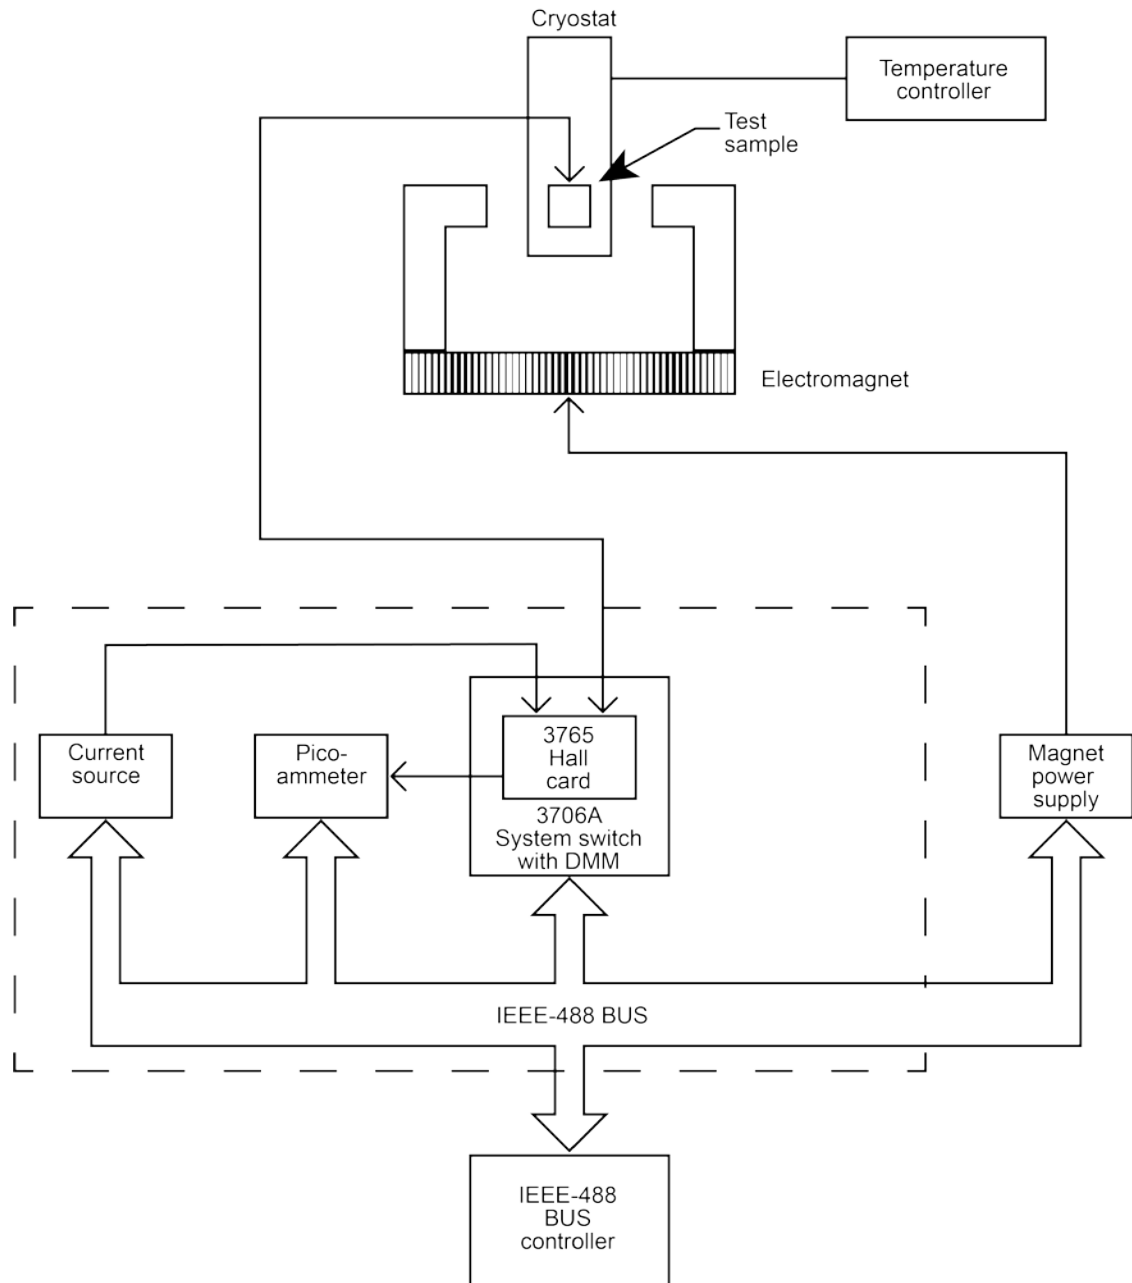 Cryostat
Temperature
controller
Test
sample
Electromagnet
Current
source
Pico-
ammeter
3765
Hall
card
3706A
System switch
with DMM
Magnet
power
supply
IEEE-488 BUS
IEEE-488
BUS
controller